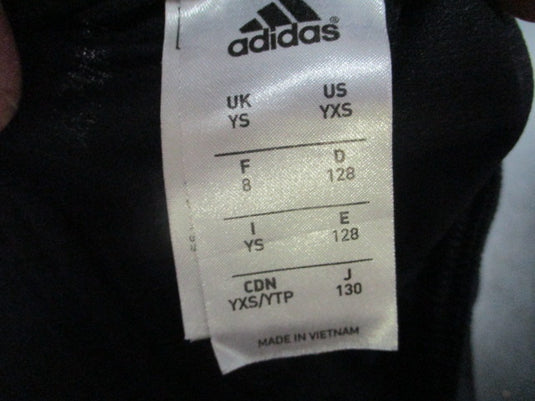 adidas®
UK US
YS YXS
F D
8 128
I E
YS 128
CDN J
YXS/YTP 130
MADE IN VIETNAM